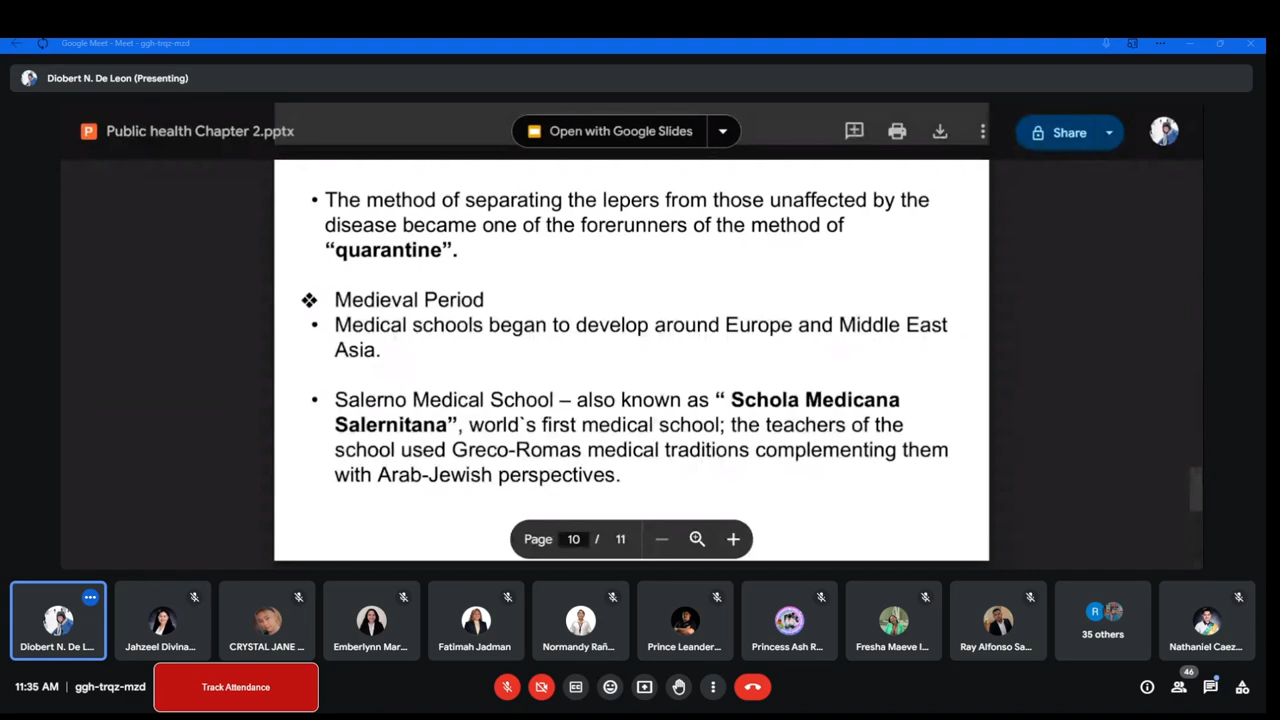 Google Meet - Meet - ggh-trqz-mzd
Diobert N. De Leon (Presenting)
P
Public health Chapter 2.pptx
Open with Google Slides
Share
• The method of separating the lepers from those unaffected by the
disease became one of the forerunners of the method of
“quarantine”.
❖ Medieval Period
• Medical schools began to develop around Europe and Middle East
Asia.
• Salerno Medical School – also known as “ Schola Medicana
Salernitana”, world`s first medical school; the teachers of the
school used Greco-Romas medical traditions complementing them
with Arab-Jewish perspectives.
Page 10 / 11
Diobert N. De L...
Jahzeel Divina...
CRYSTAL JANE ...
Emberlynn Mar...
Fatimah Jadman
Normandy Rañ...
Prince Leander...
Princess Ash R...
Fresha Maeve I...
Ray Alfonso Sa...
R
35 others
Nathaniel Caez...
11:35 AM | ggh-trqz-mzd
Track Attendance
46